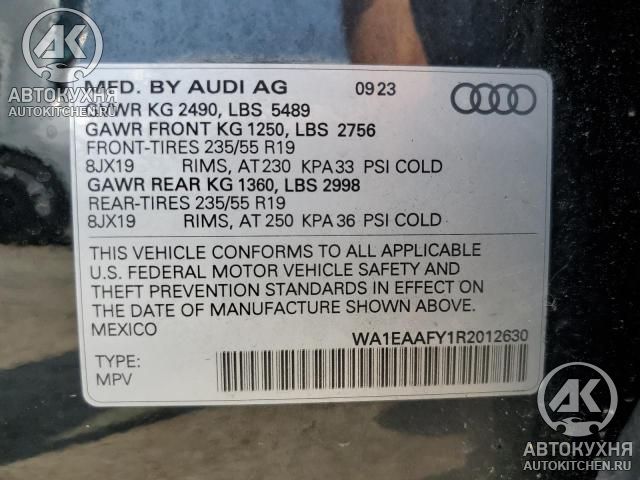 AK
АВТОКУХНЯ
AUTOKITCHEN.RU
MFD. BY AUDI AG 09 23
GVWR KG 2490, LBS 5489
GAWR FRONT KG 1250, LBS 2756
FRONT-TIRES 235/55 R19
8JX19 RIMS, AT 230 KPA 33 PSI COLD
GAWR REAR KG 1360, LBS 2998
REAR-TIRES 235/55 R19
8JX19 RIMS, AT 250 KPA 36 PSI COLD
THIS VEHICLE CONFORMS TO ALL APPLICABLE
U.S. FEDERAL MOTOR VEHICLE SAFETY AND
THEFT PREVENTION STANDARDS IN EFFECT ON
THE DATE OF MANUFACTURE SHOWN ABOVE.
MEXICO
WA1EAAFY1R2012630
TYPE:
MPV
AK
АВТОКУХНЯ
AUTOKITCHEN.RU